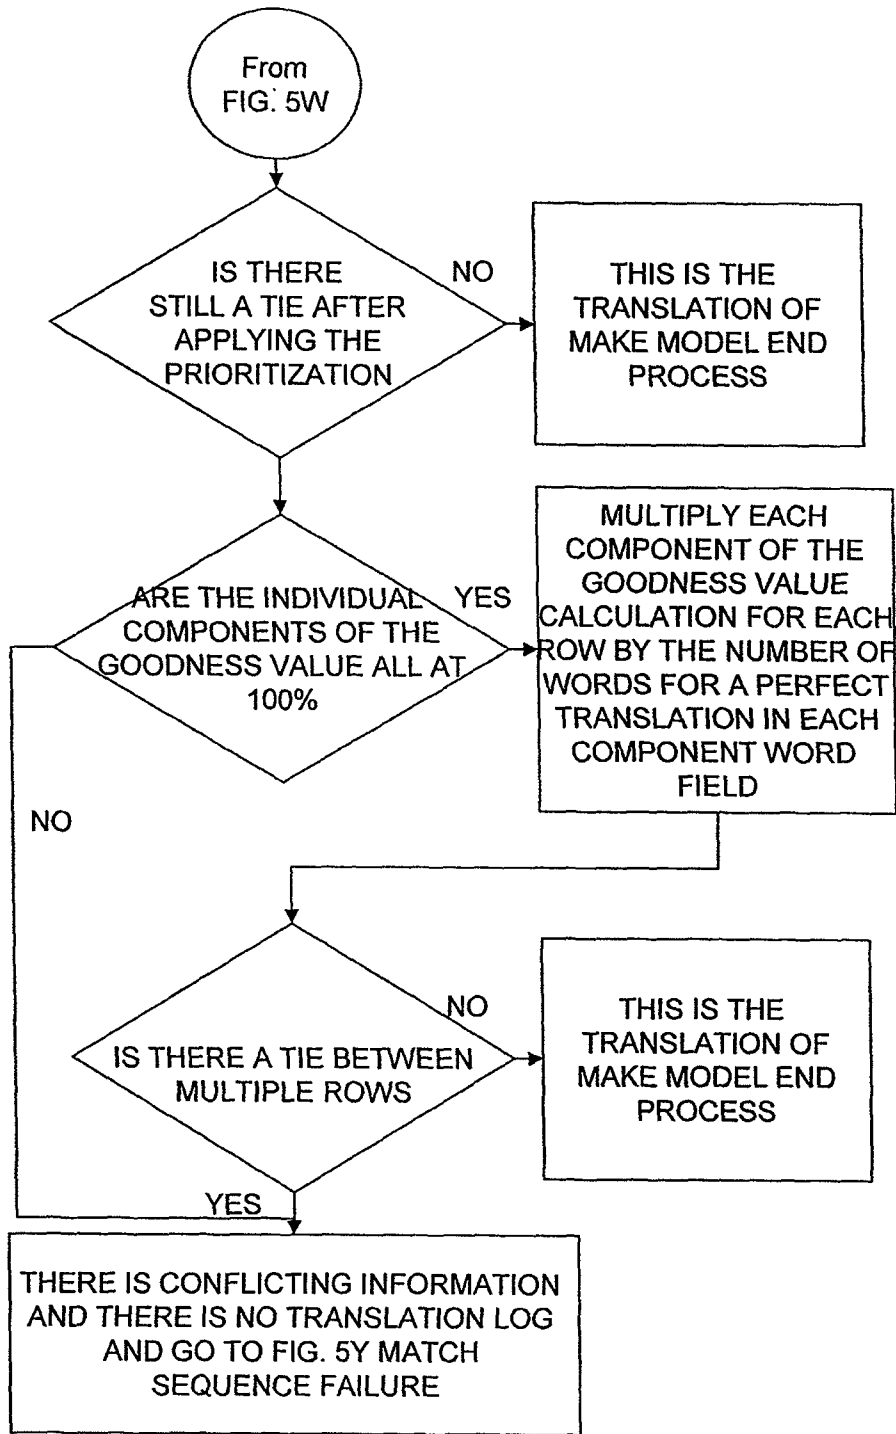 From
FIG. 5W
IS THERE
STILL A TIE AFTER
APPLYING THE
PRIORITIZATION
NO
THIS IS THE
TRANSLATION OF
MAKE MODEL END
PROCESS
ARE THE INDIVIDUAL
COMPONENTS OF THE
GOODNESS VALUE ALL AT
100%
YES
MULTIPLY EACH
COMPONENT OF THE
GOODNESS VALUE
CALCULATION FOR EACH
ROW BY THE NUMBER OF
WORDS FOR A PERFECT
TRANSLATION IN EACH
COMPONENT WORD
FIELD
NO
IS THERE A TIE BETWEEN
MULTIPLE ROWS
NO
THIS IS THE
TRANSLATION OF
MAKE MODEL END
PROCESS
YES
THERE IS CONFLICTING INFORMATION
AND THERE IS NO TRANSLATION LOG
AND GO TO FIG. 5Y MATCH
SEQUENCE FAILURE